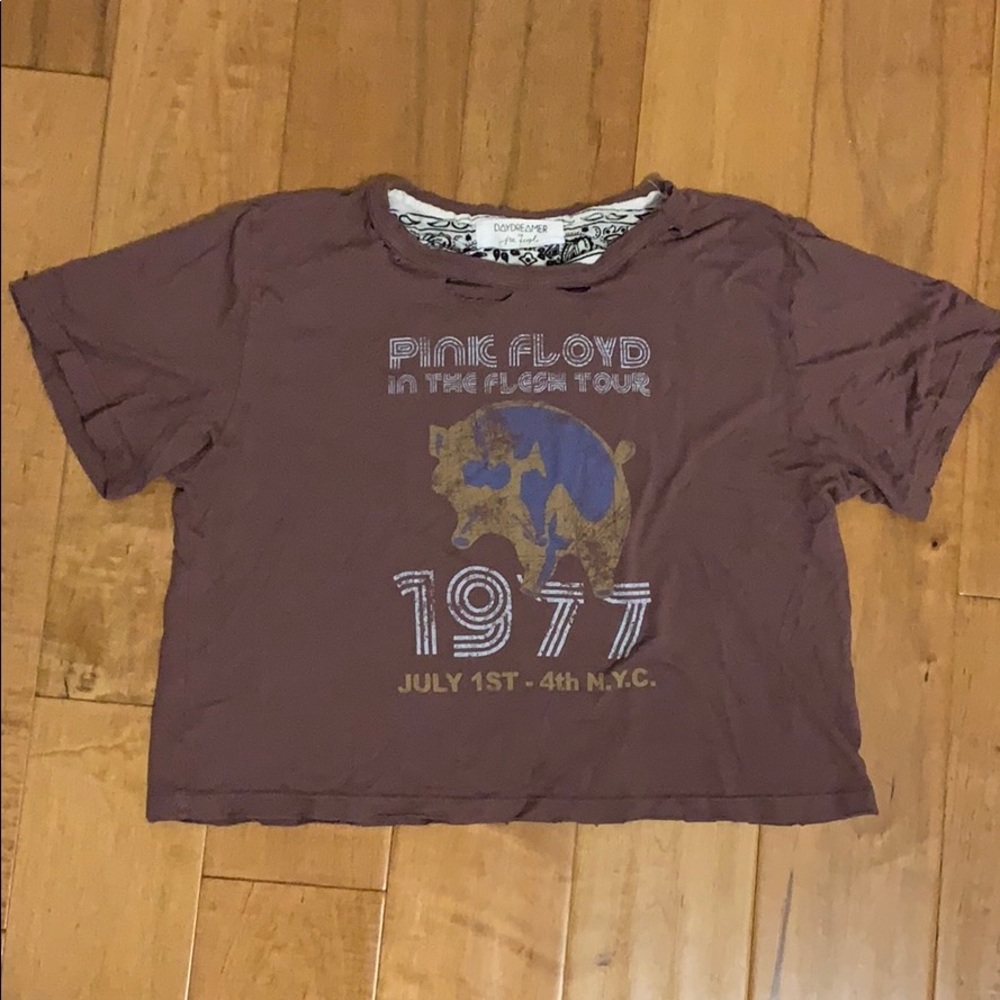 DAYDREAMER
PINK FLOYD
IN THE FLESH TOUR
1977
JULY 1ST - 4th N.Y.C.